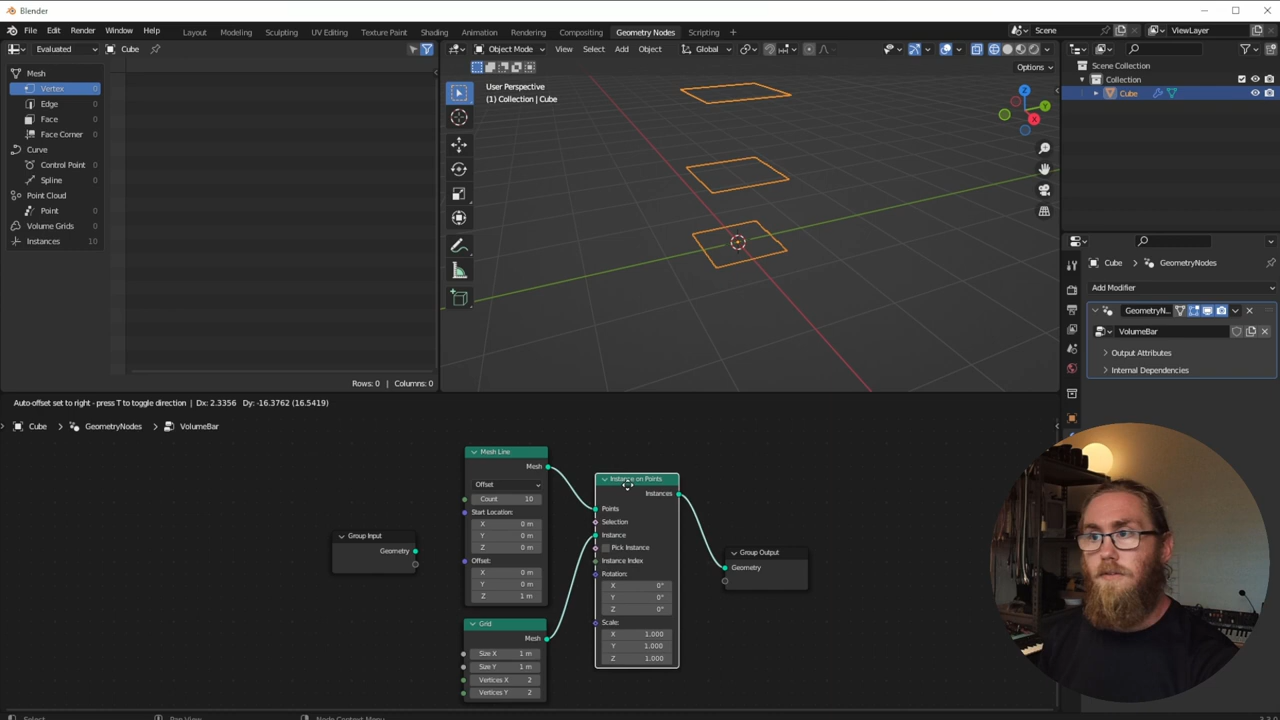 Blender
File Edit Render Window Help
Layout Modeling Sculpting UV Editing Texture Paint Shading Animation Rendering Compositing Geometry Nodes Scripting
Scene
ViewLayer
Evaluated
Cube
Object Mode View Select Add Object
Global
Options
Mesh
Vertex 0
Edge 0
Face 0
Face Corner 0
Curve
Control Point 0
Spline 0
Point Cloud
Point 0
Volume Grids 0
Instances 10
Rows: 0 | Columns: 0
User Perspective
(1) Collection | Cube
Z
Y
X
Scene Collection
Collection
Cube
Cube > GeometryNodes
Add Modifier
GeometryN...
VolumeBar
Output Attributes
Internal Dependencies
Auto-offset set to right - press T to toggle direction | Dx: 2.3356 Dy: -16.3762 (16.5419)
Cube > GeometryNodes > VolumeBar
Group Input
Geometry
Mesh Line
Mesh
Offset
Count 10
Start Location:
X 0 m
Y 0 m
Z 0 m
Offset:
X 0 m
Y 0 m
Z 1 m
Grid
Mesh
Size X 1 m
Size Y 1 m
Vertices X 2
Vertices Y 2
Instance on Points
Instances
Points
Selection
Instance
Pick Instance
Instance Index
Rotation:
X 0°
Y 0°
Z 0°
Scale:
X 1.000
Y 1.000
Z 1.000
Group Output
Geometry